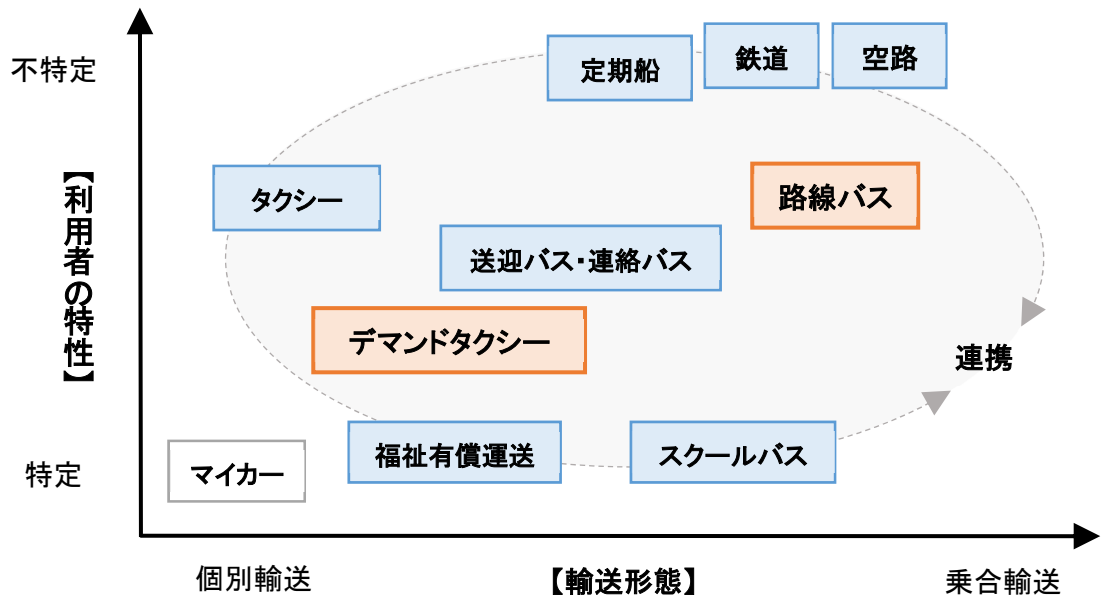 不特定
定期船
鉄道
空路
タクシー
路線バス
【利用者の特性】
送迎バス・連絡バス
デマンドタクシー
連携
福祉有償運送
スクールバス
マイカー
特定
個別輸送
【輸送形態】
乗合輸送